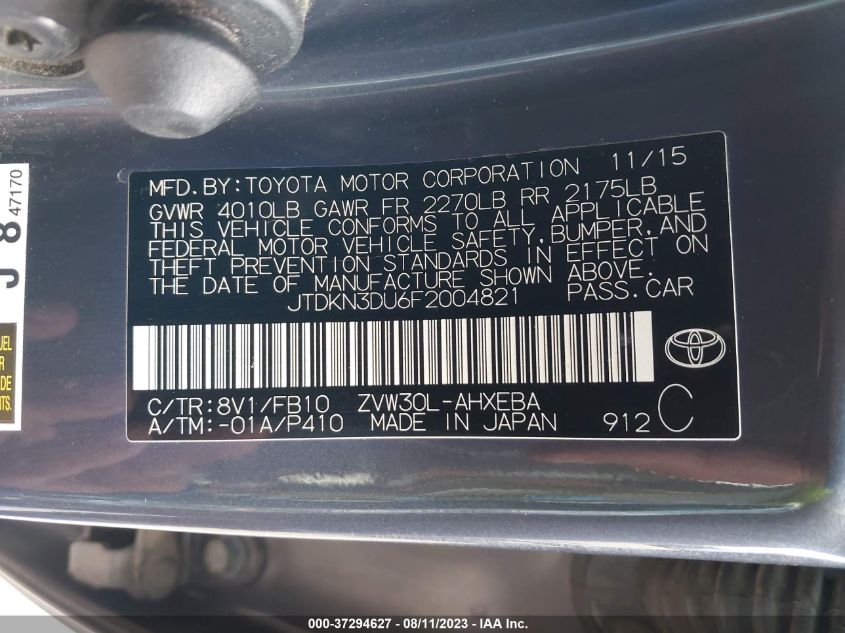 MFD. BY: TOYOTA MOTOR CORPORATION 11/15
GVWR 4010LB GAWR FR 2270LB RR 2175LB
THIS VEHICLE CONFORMS TO ALL APPLICABLE
FEDERAL MOTOR VEHICLE SAFETY, BUMPER, AND
THEFT PREVENTION STANDARDS IN EFFECT ON
THE DATE OF MANUFACTURE SHOWN ABOVE.
JTDKN3DU6F2004821 PASS. CAR
C/TR: 8V1/FB10 ZVW30L-AHXEBA
A/TM: -01A/P410 MADE IN JAPAN 912 C
J 8 47170
UEL
R
DE
NTS.
000-37294627 - 08/11/2023 - IAA Inc.